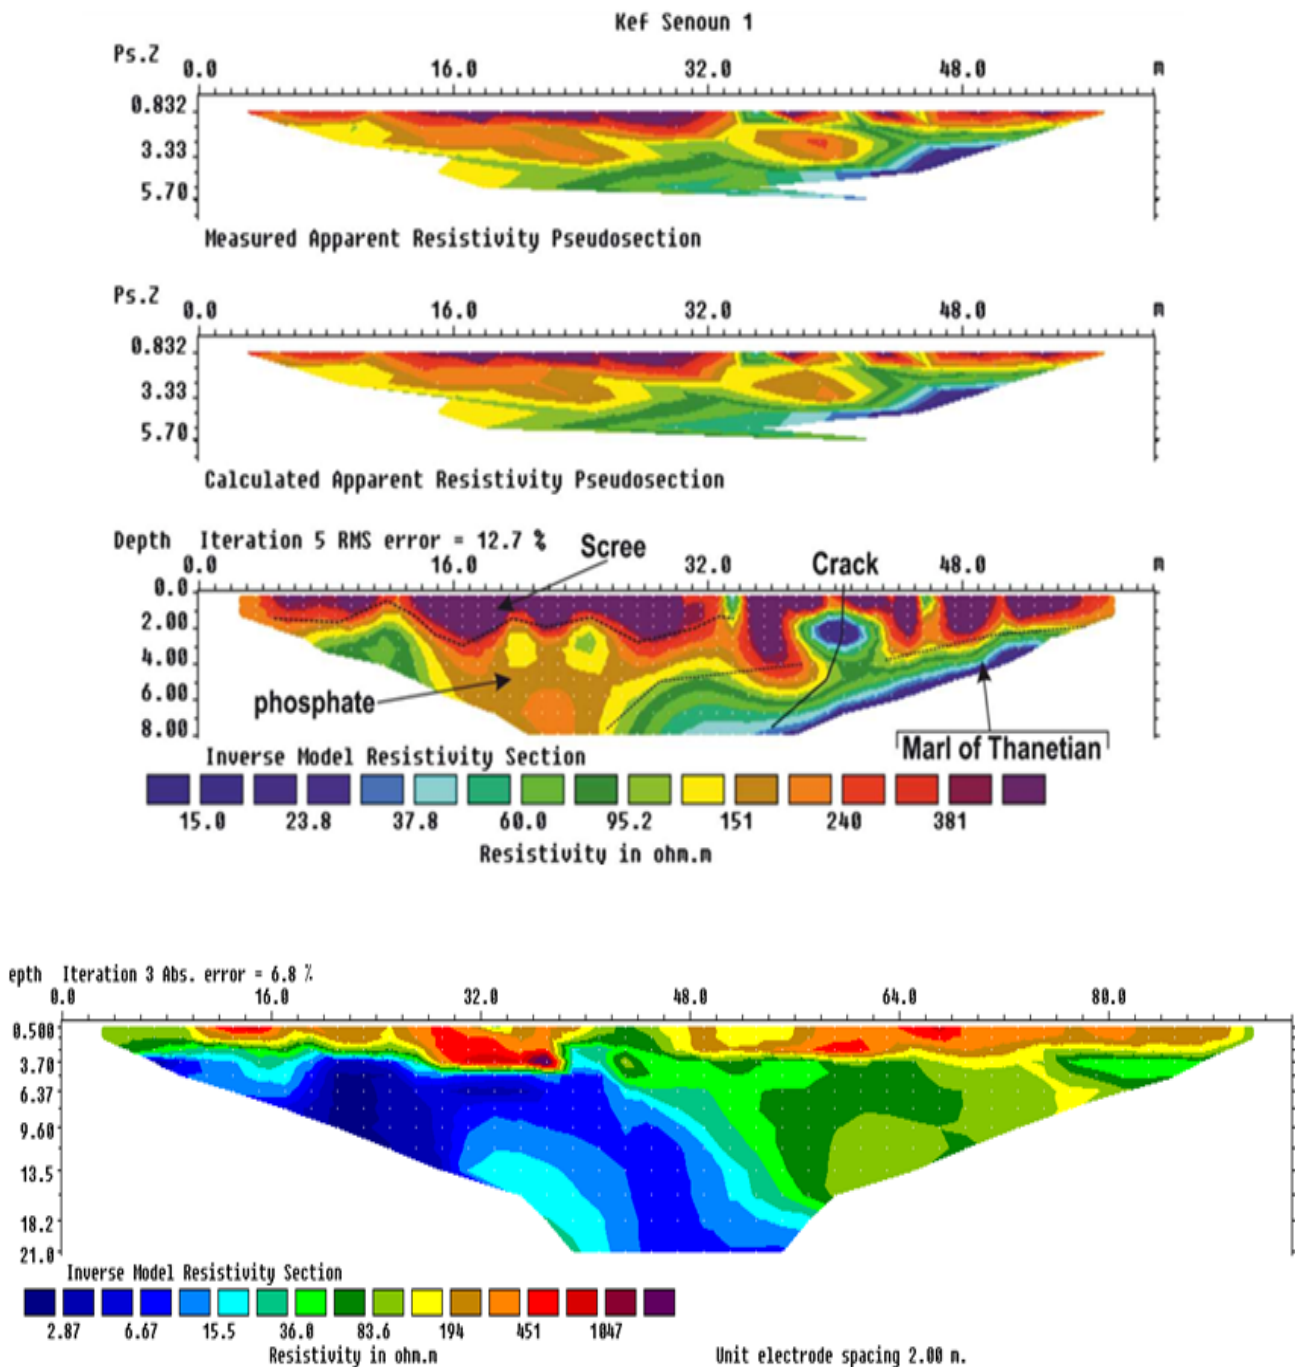 Kef Senoun 1
Ps.Z 0.0 16.0 32.0 48.0 m
0.832
3.33
5.70
Measured Apparent Resistivity Pseudosection
Ps.Z 0.0 16.0 32.0 48.0 m
0.832
3.33
5.70
Calculated Apparent Resistivity Pseudosection
Depth Iteration 5 RMS error = 12.7 %
Scree
0.0 16.0 32.0 48.0 m
Crack
0.0
2.00
4.00
6.00
phosphate
8.00
Marl of Thanetian
Inverse Model Resistivity Section
15.0 23.8 37.8 60.0 95.2 151 240 381
Resistivity in ohm.m
epth Iteration 3 Abs. error = 6.8 %
0.0 16.0 32.0 48.0 64.0 80.0
0.500
3.70
6.37
9.60
13.5
18.2
21.0
Inverse Model Resistivity Section
2.87 6.67 15.5 36.0 83.6 194 451 1047
Resistivity in ohm.m Unit electrode spacing 2.00 m.